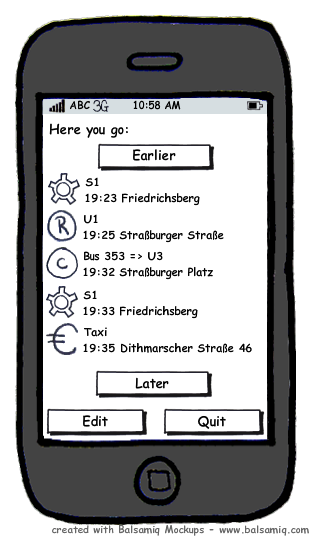 ABC 3G 10:58 AM
Here you go:
Earlier
S1
19:23 Friedrichsberg
R
U1
19:25 Straßburger Straße
C
Bus 353 => U3
19:32 Straßburger Platz
S1
19:33 Friedrichsberg
€
Taxi
19:35 Dithmarscher Straße 46
Later
Edit Quit
created with Balsamiq Mockups - www.balsamiq.com